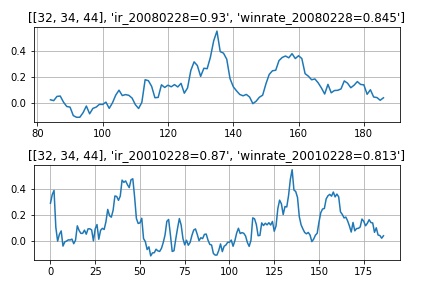 [[32, 34, 44], 'ir_20080228=0.93', 'winrate_20080228=0.845']
0.4
0.2
0.0
80 100 120 140 160 180
[[32, 34, 44], 'ir_20010228=0.87', 'winrate_20010228=0.813']
0.4
0.2
0.0
0 25 50 75 100 125 150 175